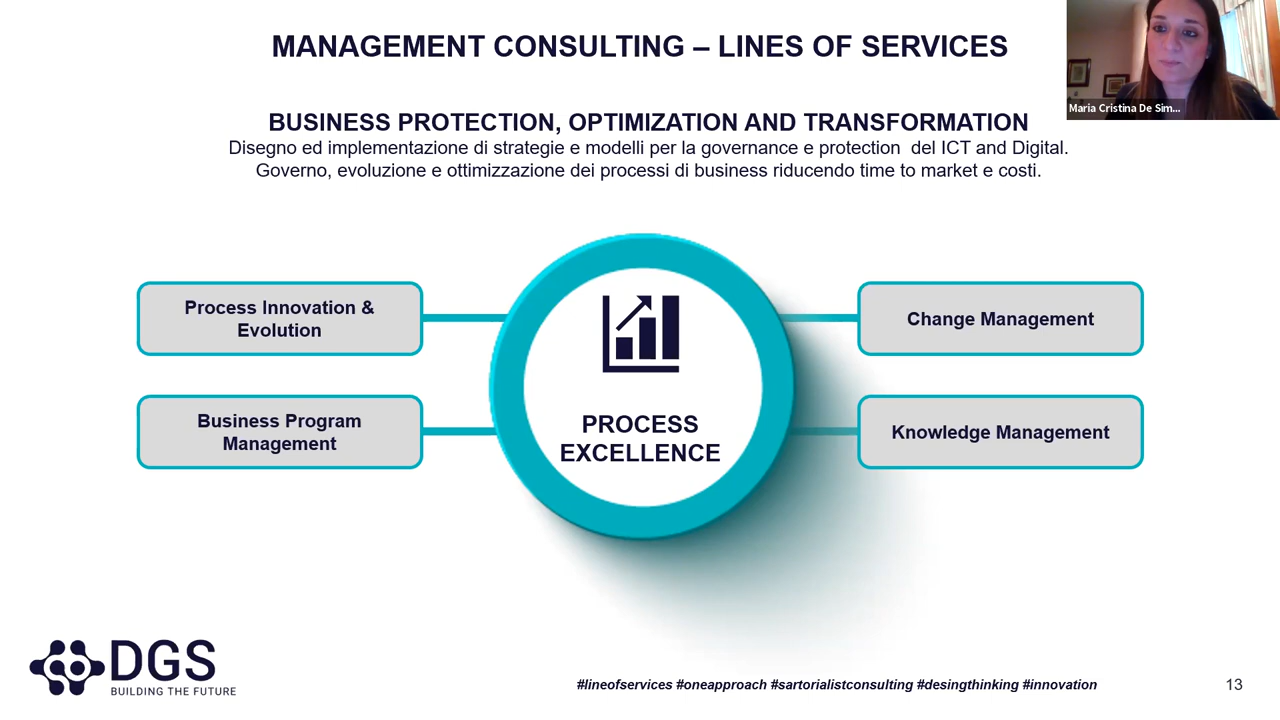 MANAGEMENT CONSULTING – LINES OF SERVICES
Maria Cristina De Sim...
BUSINESS PROTECTION, OPTIMIZATION AND TRANSFORMATION
Disegno ed implementazione di strategie e modelli per la governance e protection  del ICT and Digital.
Governo, evoluzione e ottimizzazione dei processi di business riducendo time to market e costi.
Process Innovation &
Evolution
Change Management
Business Program
Management
Knowledge Management
PROCESS
EXCELLENCE
DGS
BUILDING THE FUTURE
#lineofservices #oneapproach #sartorialistconsulting #desingthinking #innovation
13